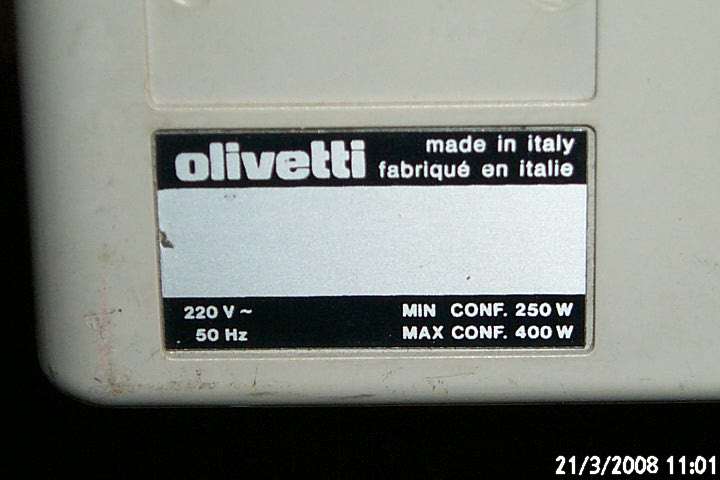 olivetti
made in italy
fabriqué en italie
220 V ~
50 Hz
MIN CONF. 250 W
MAX CONF. 400 W
21/3/2008 11:01